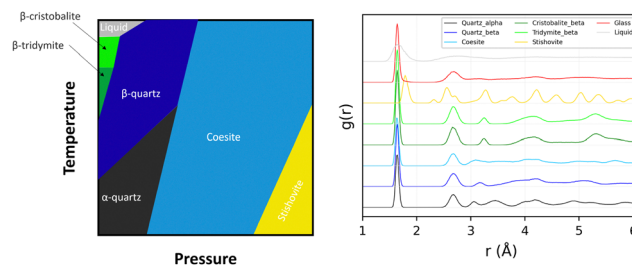 β-cristobalite
β-tridymite
Liquid
β-quartz
Coesite
α-quartz
Stishovite
Temperature
Pressure
Quartz_alpha
Quartz_beta
Coesite
Cristobalite_beta
Tridymite_beta
Stishovite
Glass
Liquid
g(r)
1 2 3 4 5 6
r (Å)